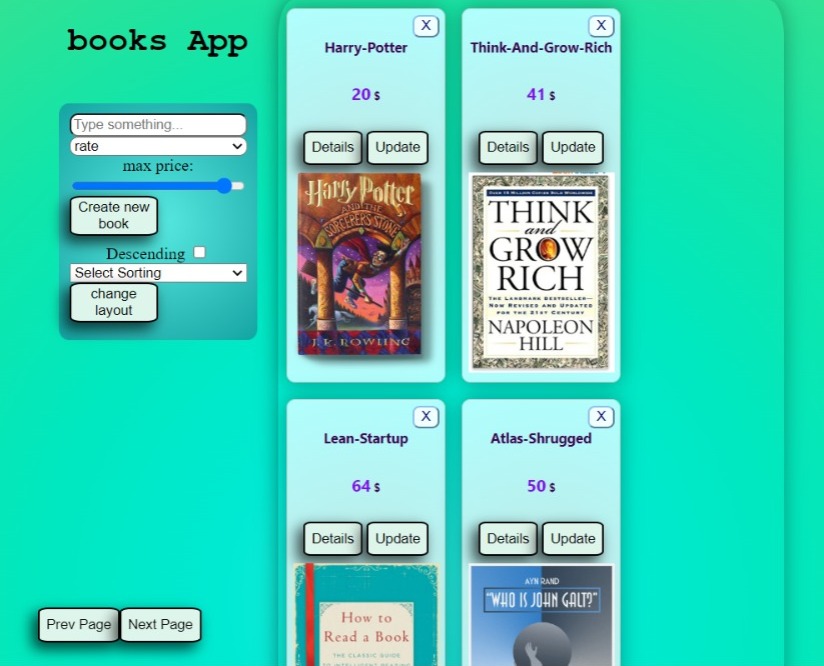 books App
Type something...
rate
max price:
Create new
book
Descending
Select Sorting
change
layout
Prev Page Next Page
X
Harry-Potter
20 $
Details Update
Harry Potter
AND THE
SORCERER'S STONE
J. K. ROWLING
X
Think-And-Grow-Rich
41 $
Details Update
OVER 15 MILLION COPIES SOLD WORLDWIDE
THINK
and
GROW
RICH
THE LANDMARK BESTSELLER—
NOW REVISED AND UPDATED
FOR THE 21ST CENTURY
NAPOLEON
HILL
X
Lean-Startup
64 $
Details Update
How to
Read a Book
THE CLASSIC GUIDE
TO INTELLIGENT READING
X
Atlas-Shrugged
50 $
Details Update
AYN RAND
"WHO IS JOHN GALT?"